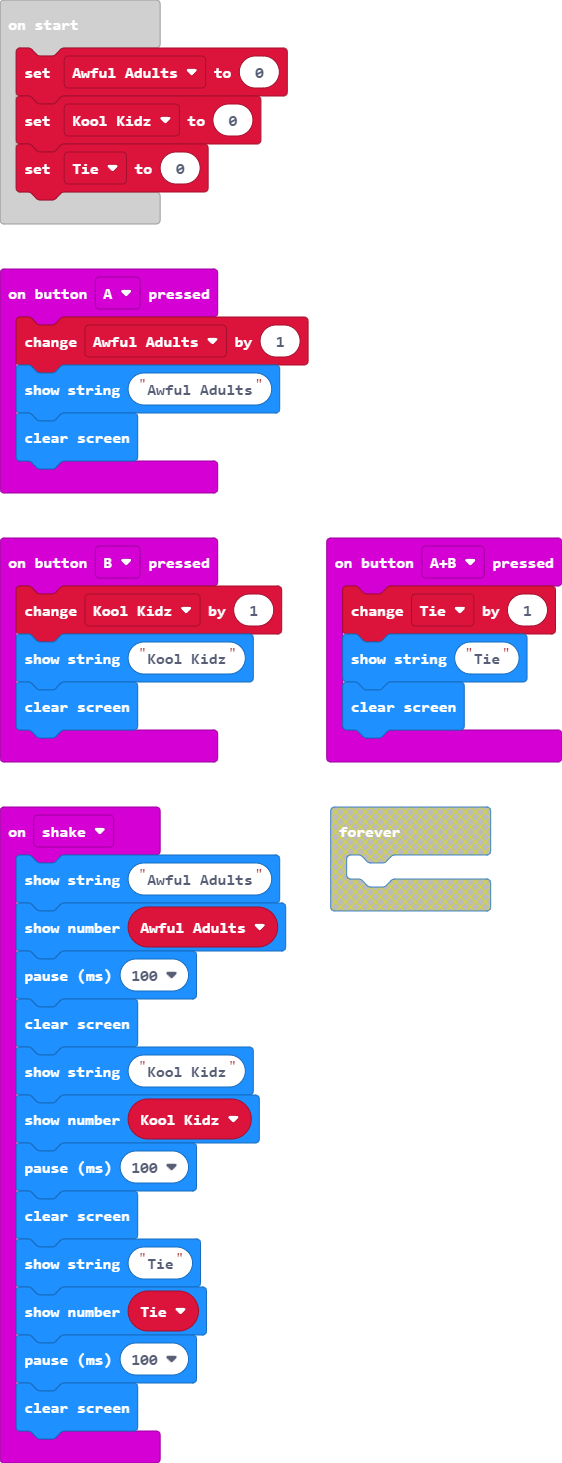 on start
set Awful Adults to 0
set Kool Kidz to 0
set Tie to 0
on button A pressed
change Awful Adults by 1
show string "Awful Adults"
clear screen
on button B pressed
change Kool Kidz by 1
show string "Kool Kidz"
clear screen
on button A+B pressed
change Tie by 1
show string "Tie"
clear screen
on shake
show string "Awful Adults"
show number Awful Adults
pause (ms) 100
clear screen
show string "Kool Kidz"
show number Kool Kidz
pause (ms) 100
clear screen
show string "Tie"
show number Tie
pause (ms) 100
clear screen
forever